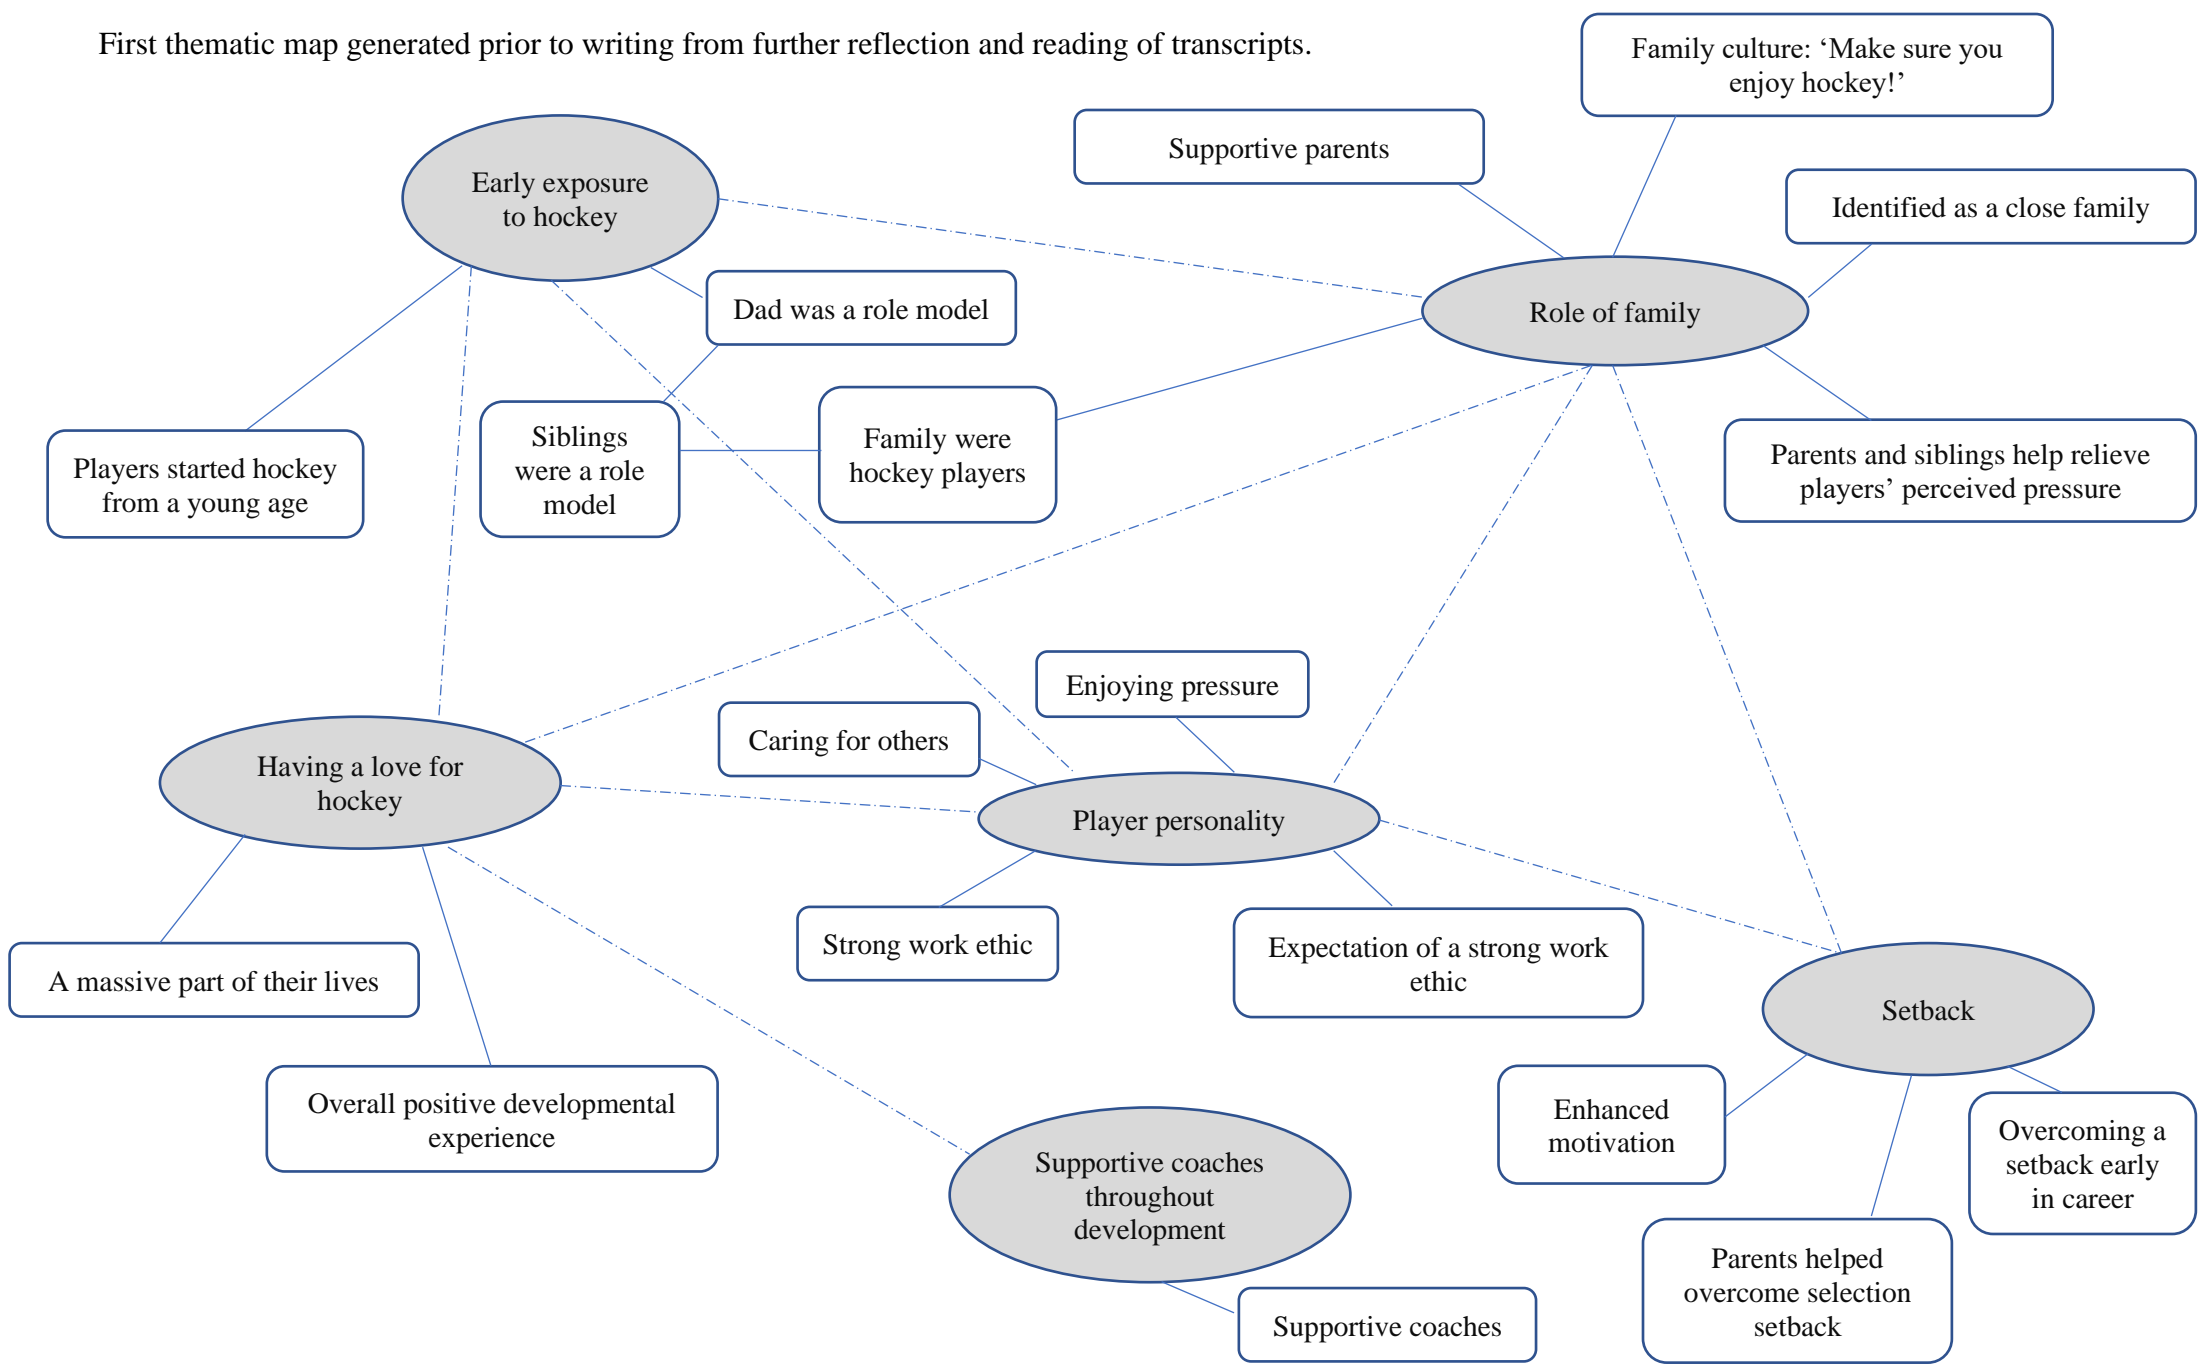 First thematic map generated prior to writing from further reflection and reading of transcripts.
Family culture: ‘Make sure you
enjoy hockey!’
Supportive parents
Early exposure
to hockey
Identified as a close family
Dad was a role model
Role of family
Siblings
were a role
model
Family were
hockey players
Players started hockey
from a young age
Parents and siblings help relieve
players’ perceived pressure
Enjoying pressure
Caring for others
Having a love for
hockey
Player personality
Strong work ethic
Expectation of a strong work
ethic
A massive part of their lives
Setback
Overall positive developmental
experience
Enhanced
motivation
Overcoming a
setback early
in career
Supportive coaches
throughout
development
Parents helped
overcome selection
setback
Supportive coaches